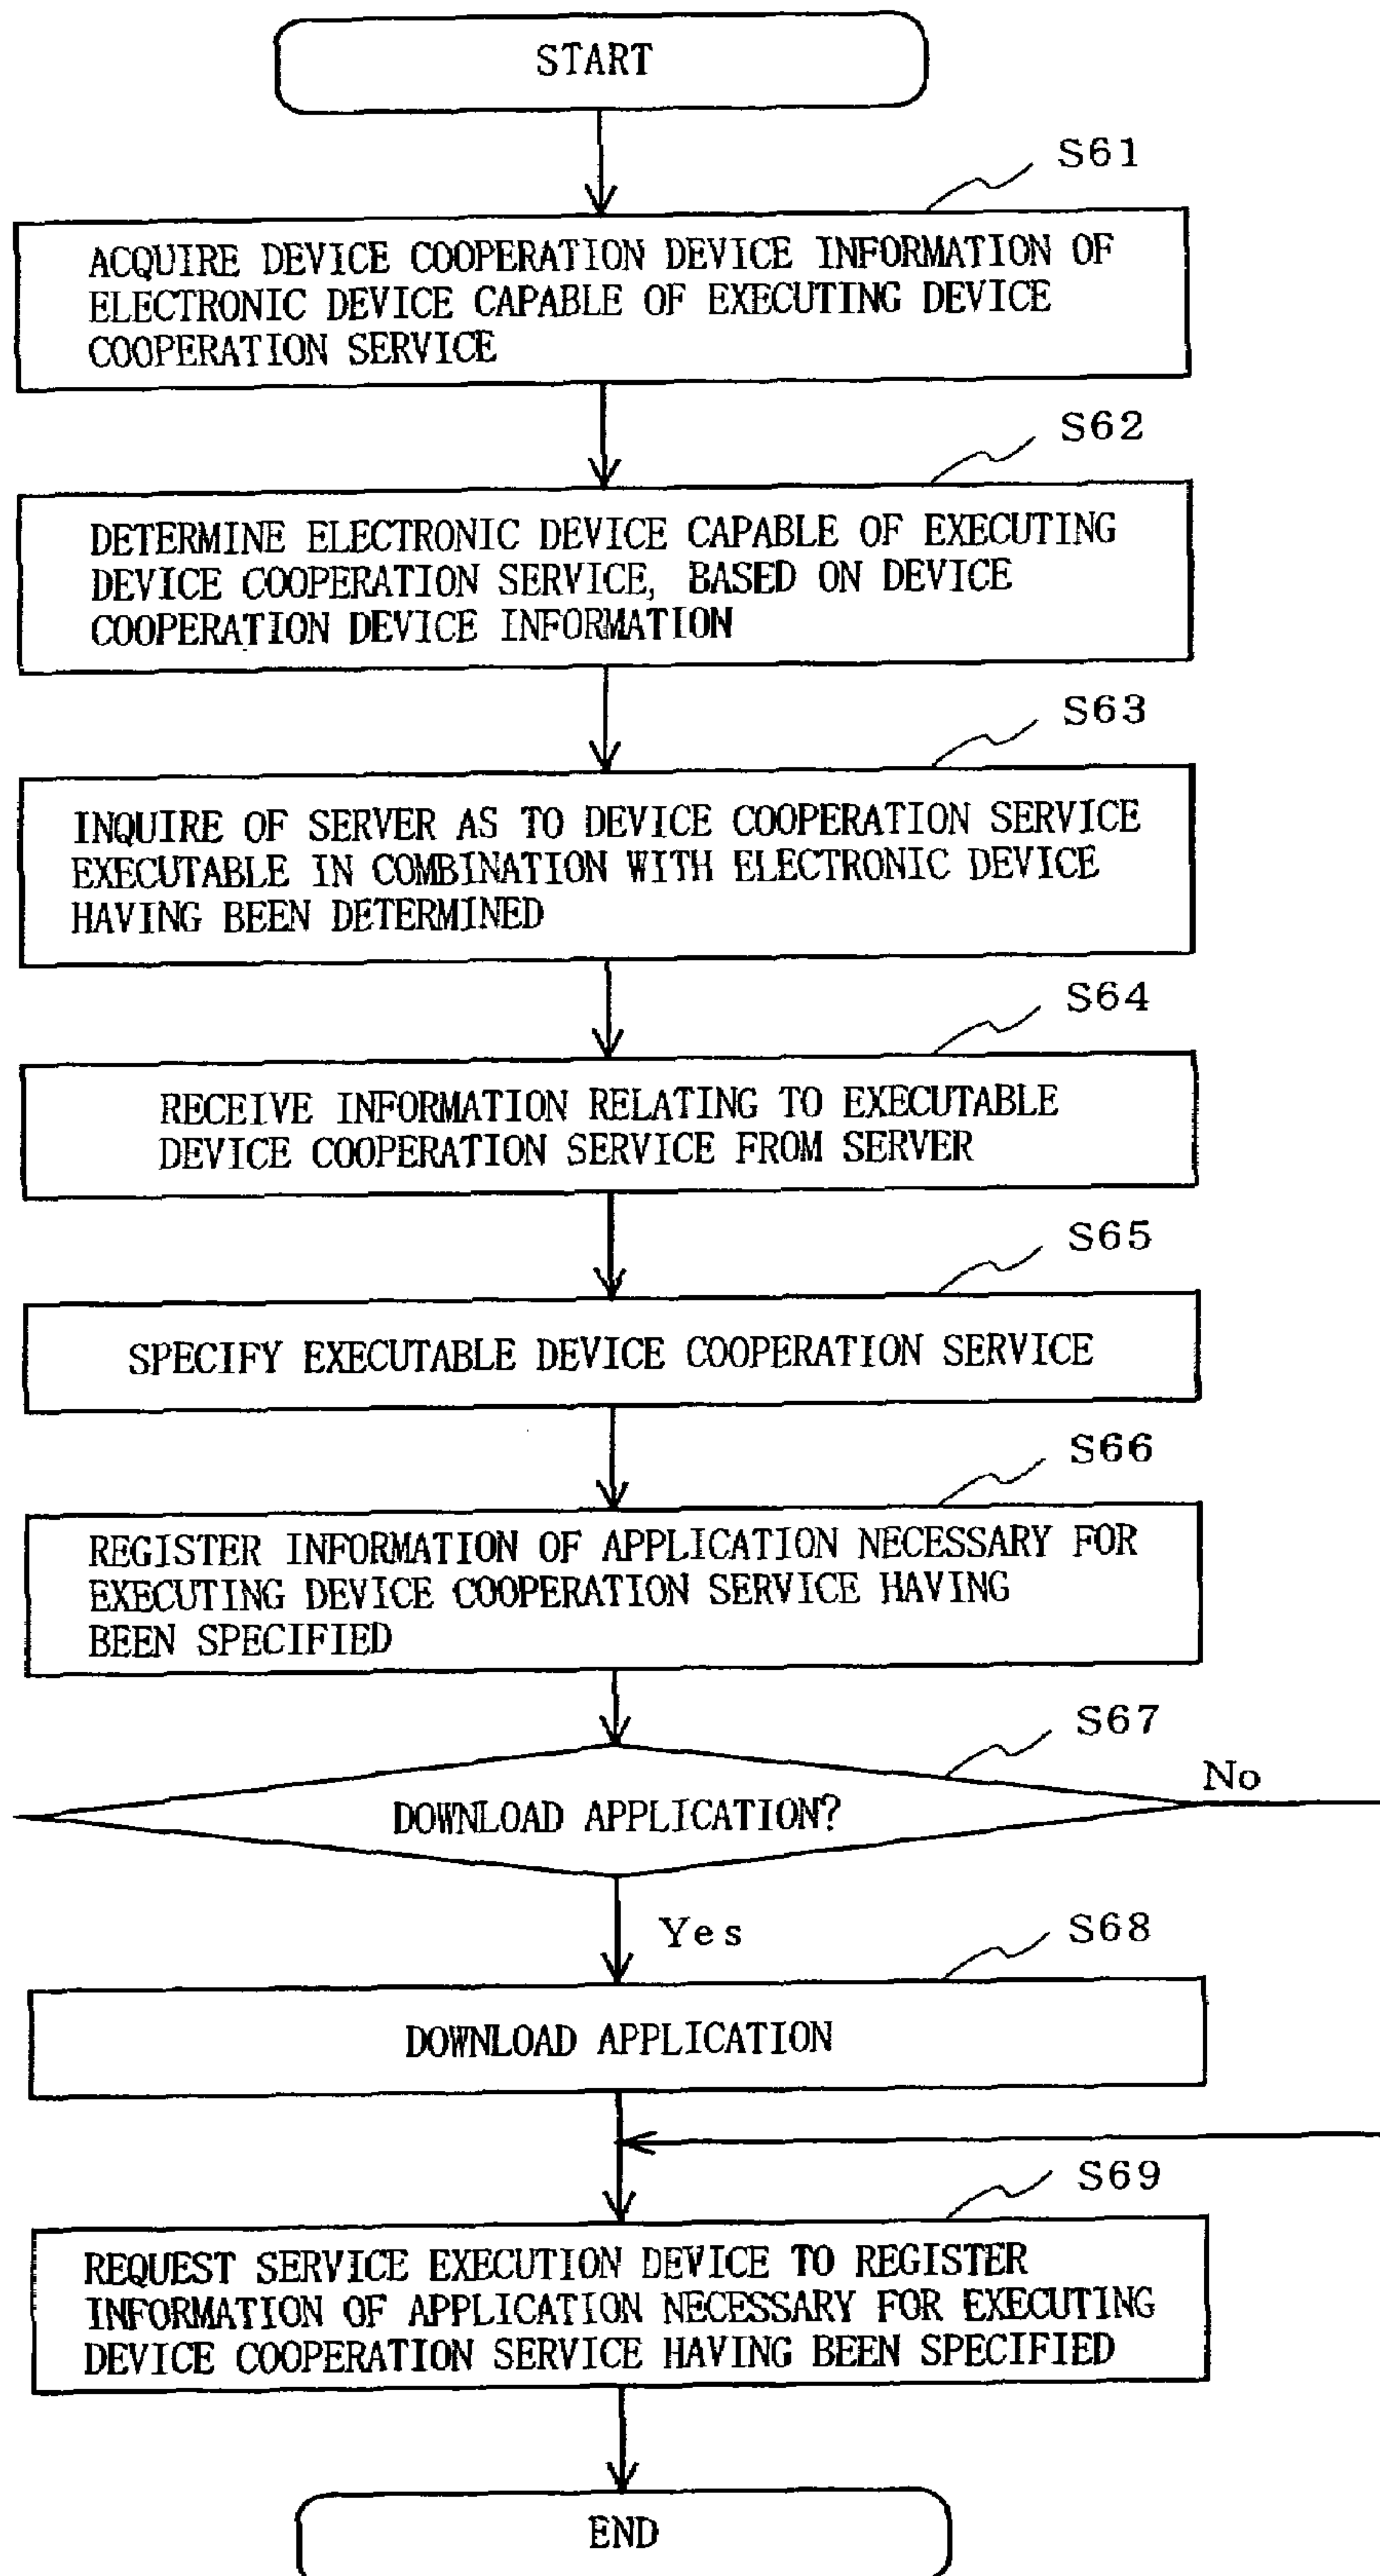 START
S61
ACQUIRE DEVICE COOPERATION DEVICE INFORMATION OF
ELECTRONIC DEVICE CAPABLE OF EXECUTING DEVICE
COOPERATION SERVICE
S62
DETERMINE ELECTRONIC DEVICE CAPABLE OF EXECUTING
DEVICE COOPERATION SERVICE, BASED ON DEVICE
COOPERATION DEVICE INFORMATION
S63
INQUIRE OF SERVER AS TO DEVICE COOPERATION SERVICE
EXECUTABLE IN COMBINATION WITH ELECTRONIC DEVICE
HAVING BEEN DETERMINED
S64
RECEIVE INFORMATION RELATING TO EXECUTABLE
DEVICE COOPERATION SERVICE FROM SERVER
S65
SPECIFY EXECUTABLE DEVICE COOPERATION SERVICE
S66
REGISTER INFORMATION OF APPLICATION NECESSARY FOR
EXECUTING DEVICE COOPERATION SERVICE HAVING
BEEN SPECIFIED
S67
No
DOWNLOAD APPLICATION?
Yes
S68
DOWNLOAD APPLICATION
S69
REQUEST SERVICE EXECUTION DEVICE TO REGISTER
INFORMATION OF APPLICATION NECESSARY FOR EXECUTING
DEVICE COOPERATION SERVICE HAVING BEEN SPECIFIED
END